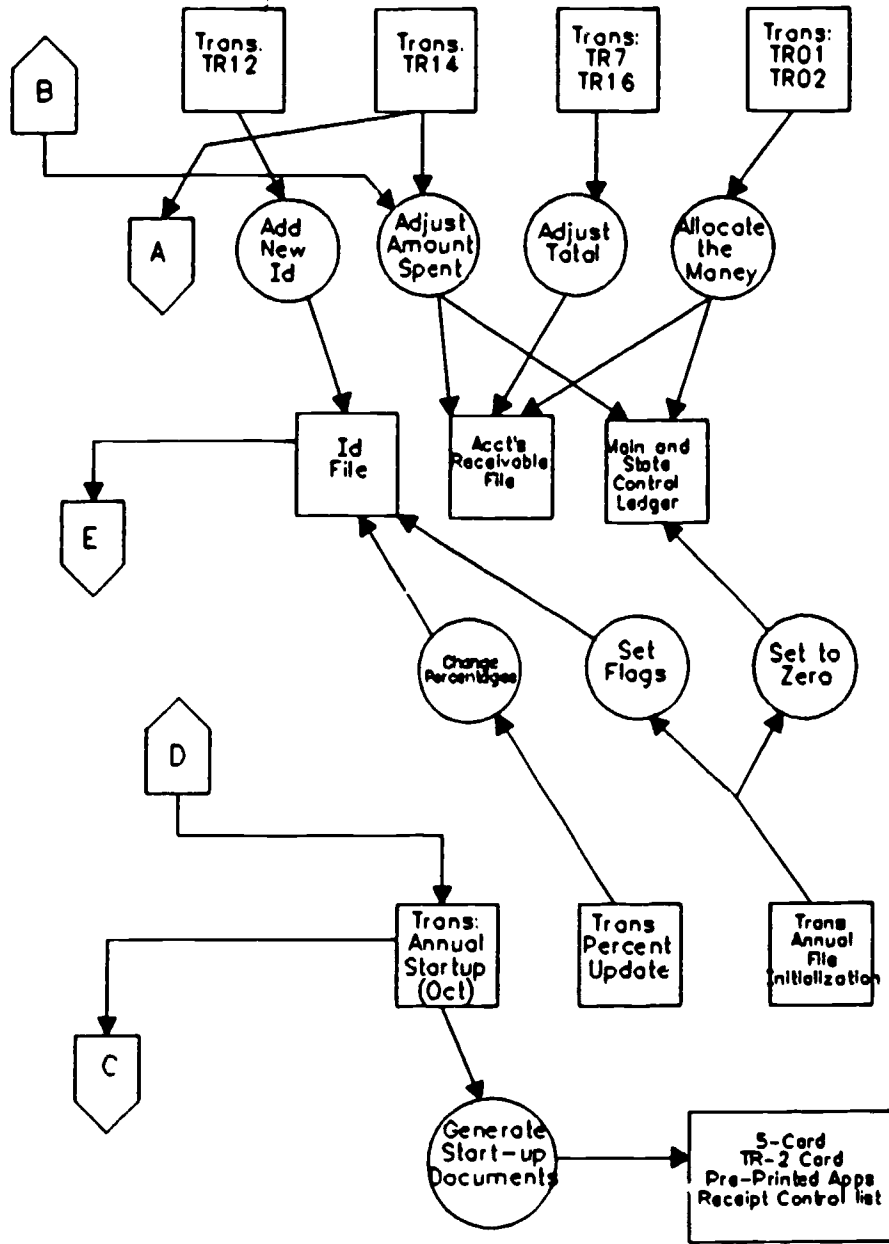 B
Trans.
TR12
Trans.
TR14
Trans:
TR7
TR16
Trans:
TR01
TR02
A
Add
New
Id
Adjust
Amount
Spent
Adjust
Total
Allocate
the
Money
E
Id
File
Acct's
Receivable
File
Main and
State
Control
Ledger
Change
Percentages
Set
Flags
Set to
Zero
D
Trans:
Annual
Startup
(Oct)
Trans
Percent
Update
Trans
Annual
File
Initialization
C
Generate
Start-up
Documents
5-Card
TR-2 Card
Pre-Printed Apps
Receipt Control list